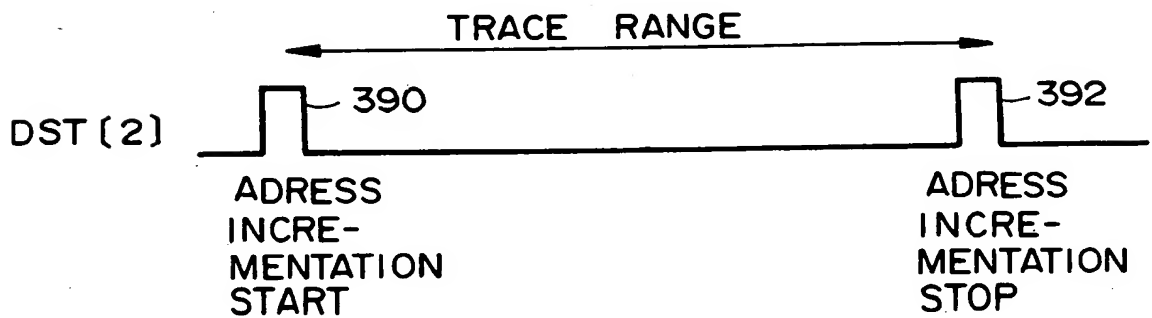 TRACE RANGE
390
392
DST(2)
ADRESS
INCRE-
MENTATION
START
ADRESS
INCRE-
MENTATION
STOP